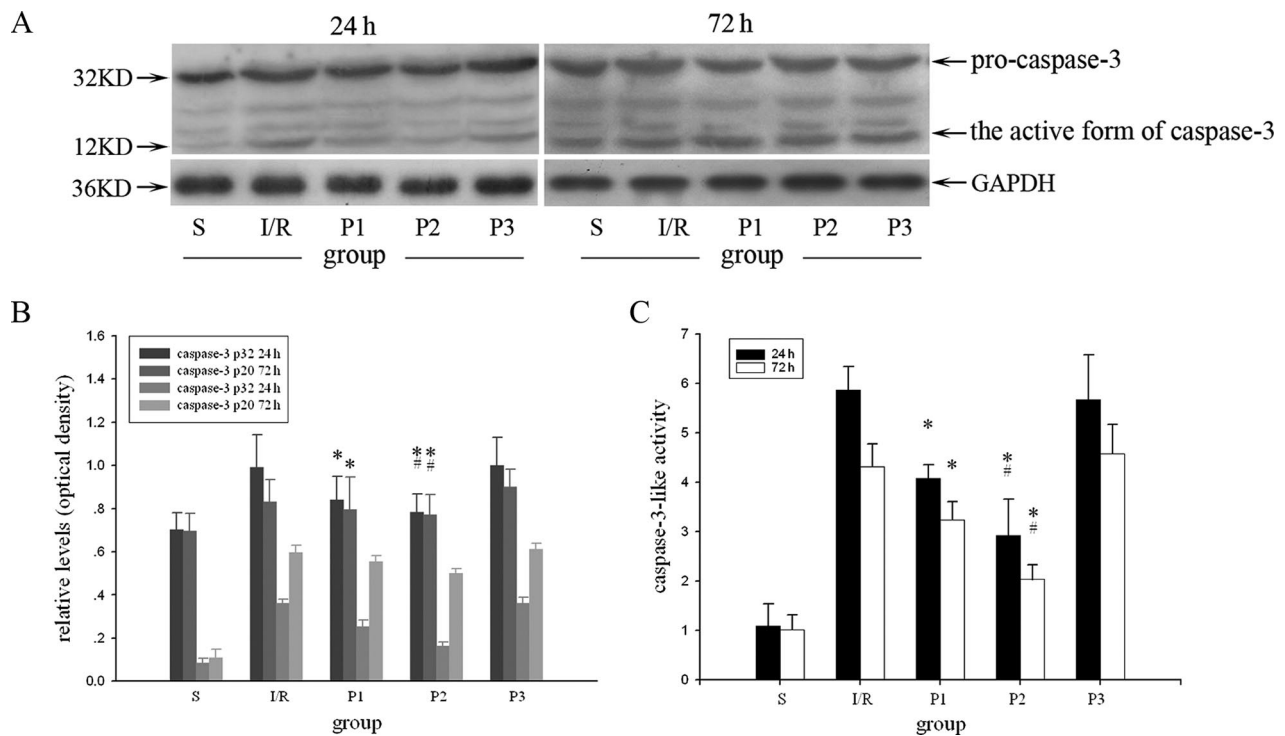 A
24 h
72 h
32KD
pro-caspase-3
12KD
the active form of caspase-3
36KD
GAPDH
S I/R P1 P2 P3 S I/R P1 P2 P3
group group
B
relative levels (optical density)
1.6
1.4
1.2
1.0
.8
.6
.4
.2
0.0
caspase-3 p32 24 h
caspase-3 p20 72 h
caspase-3 p32 24 h
caspase-3 p20 72 h
* *
* *
# #
S I/R P1 P2 P3
group
C
caspase-3-like activity
7
6
5
4
3
2
1
0
24 h
72 h
*
*
*
#
*
#
S I/R P1 P2 P3
group